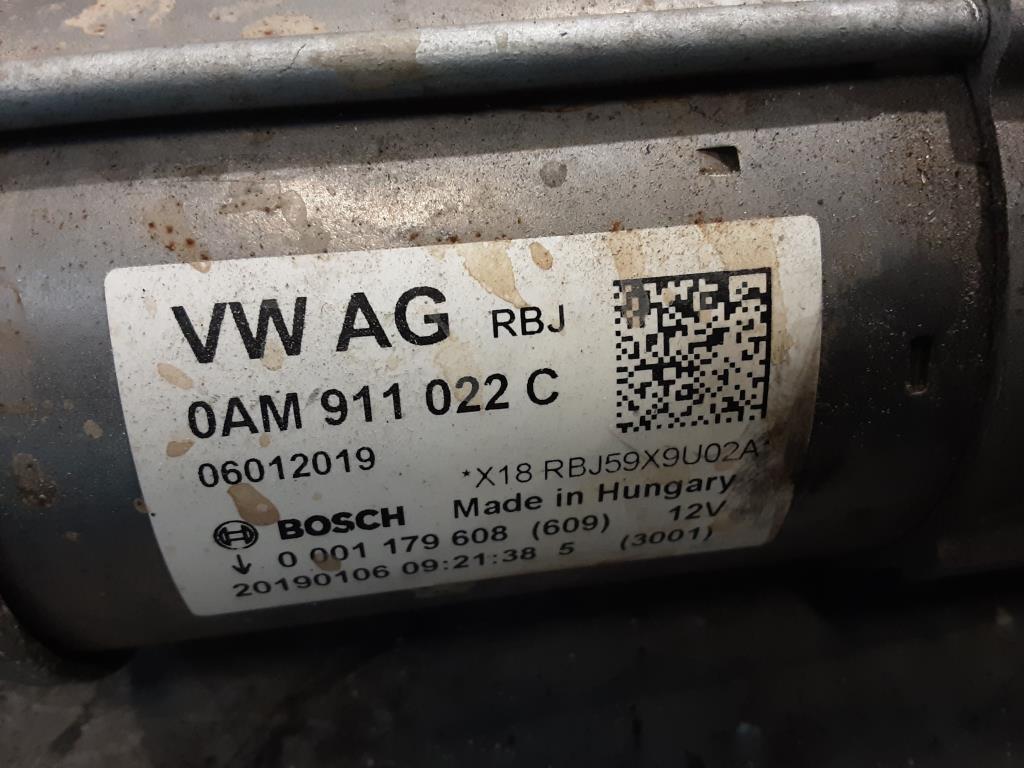 VW AG RBJ
0AM 911 022 C
06012019
*X18 RBJ59X9U02A*
BOSCH Made in Hungary
0 001 179 608 (609) 12V
20190106 09:21:38 5 (3001)